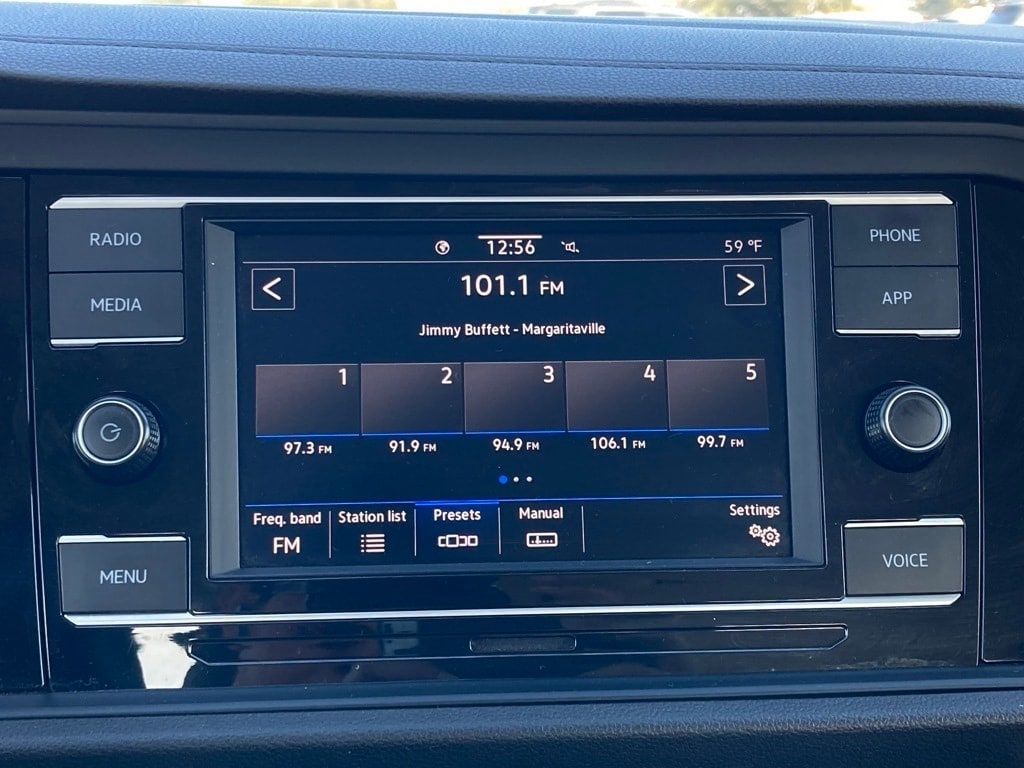 RADIO
MEDIA
MENU
12:56
59 °F
<
101.1 FM
>
Jimmy Buffett - Margaritaville
1 2 3 4 5
97.3 FM 91.9 FM 94.9 FM 106.1 FM 99.7 FM
Freq. band Station list Presets Manual Settings
FM
PHONE
APP
VOICE